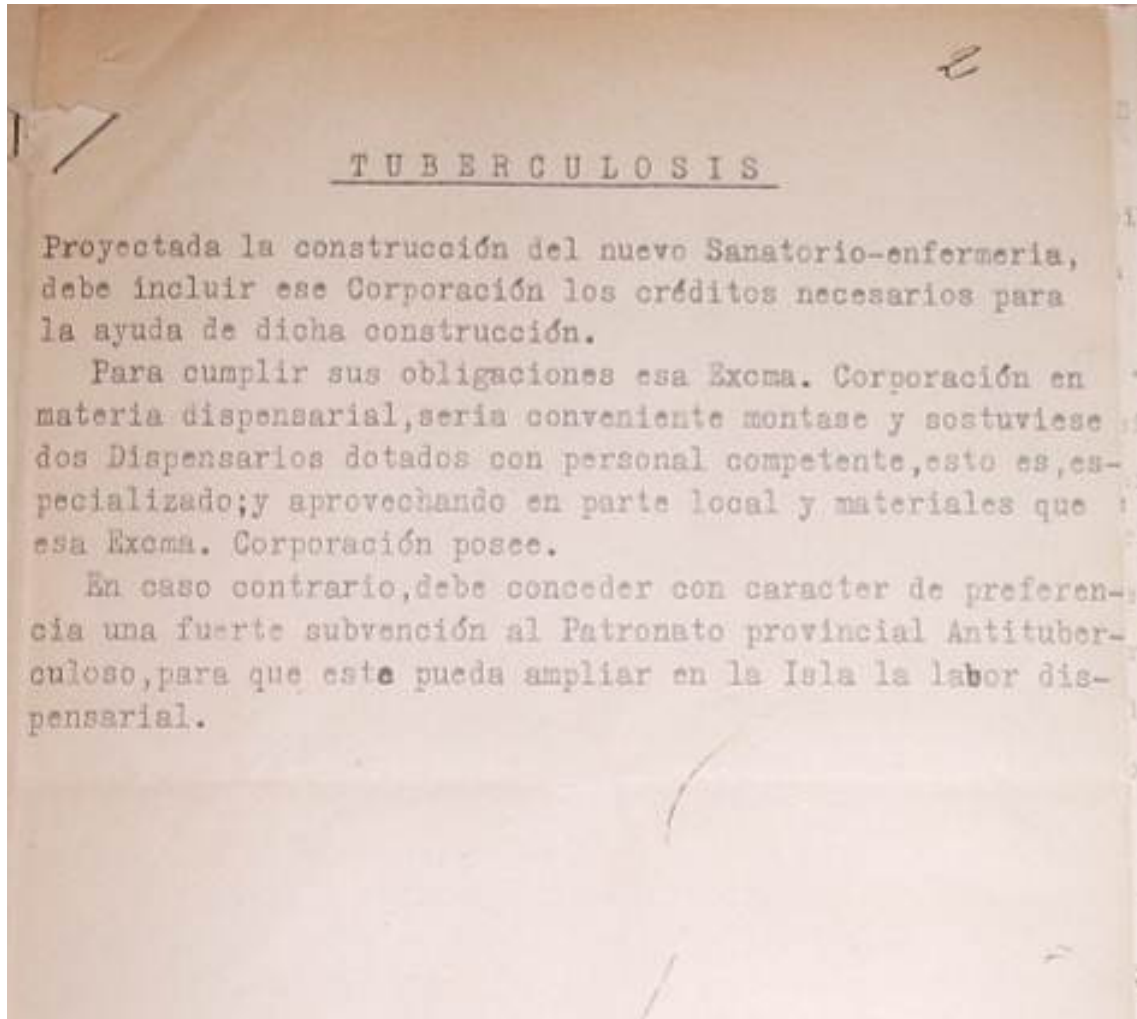 TUBERCULOSIS
Proyectada la construcción del nuevo Sanatorio-enfermeria,
debe incluir ese Corporación los créditos necesarios para
la ayuda de dicha construcción.
Para cumplir sus obligaciones esa Excma. Corporación en
materia dispensarial,seria conveniente montase y sostuviese
dos Dispensarios dotados con personal competente,esto es,es-
pecializado;y aprovechando en parte local y materiales que
esa Excma. Corporación posee.
En caso contrario,debe conceder con caracter de preferen-
cia una fuerte subvención al Patronato provincial Antituber-
culoso,para que este pueda ampliar en la Isla la labor dis-
pensarial.